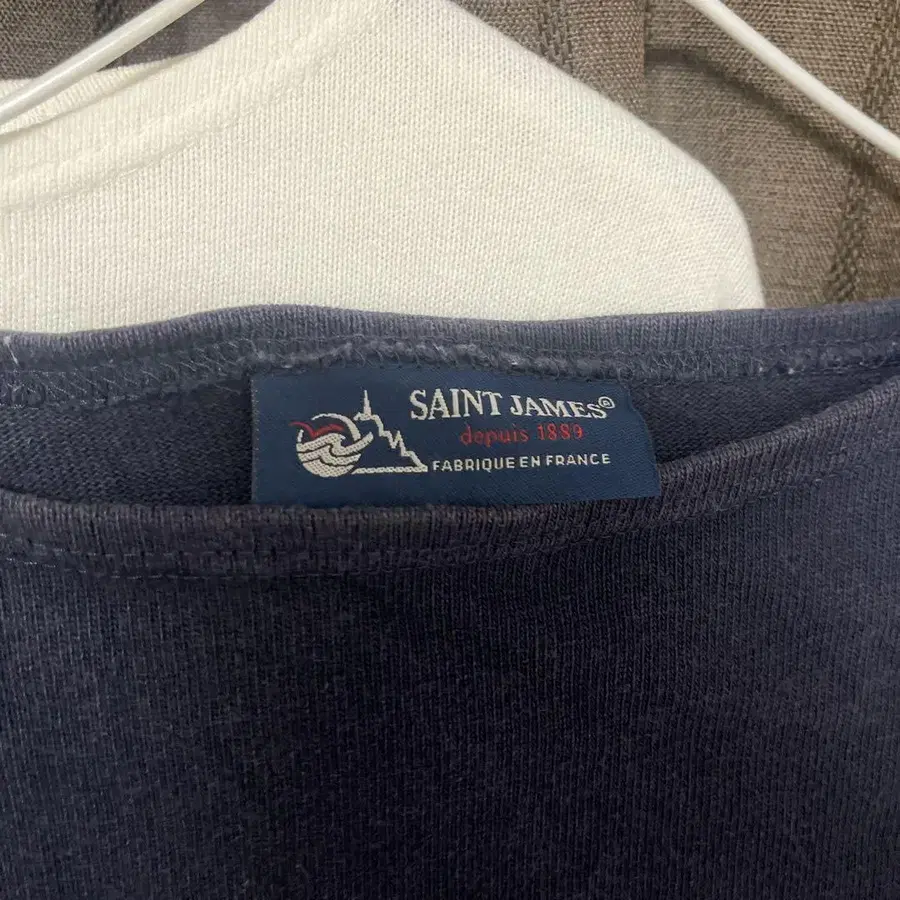 SAINT JAMES®
depuis 1889
FABRIQUE EN FRANCE